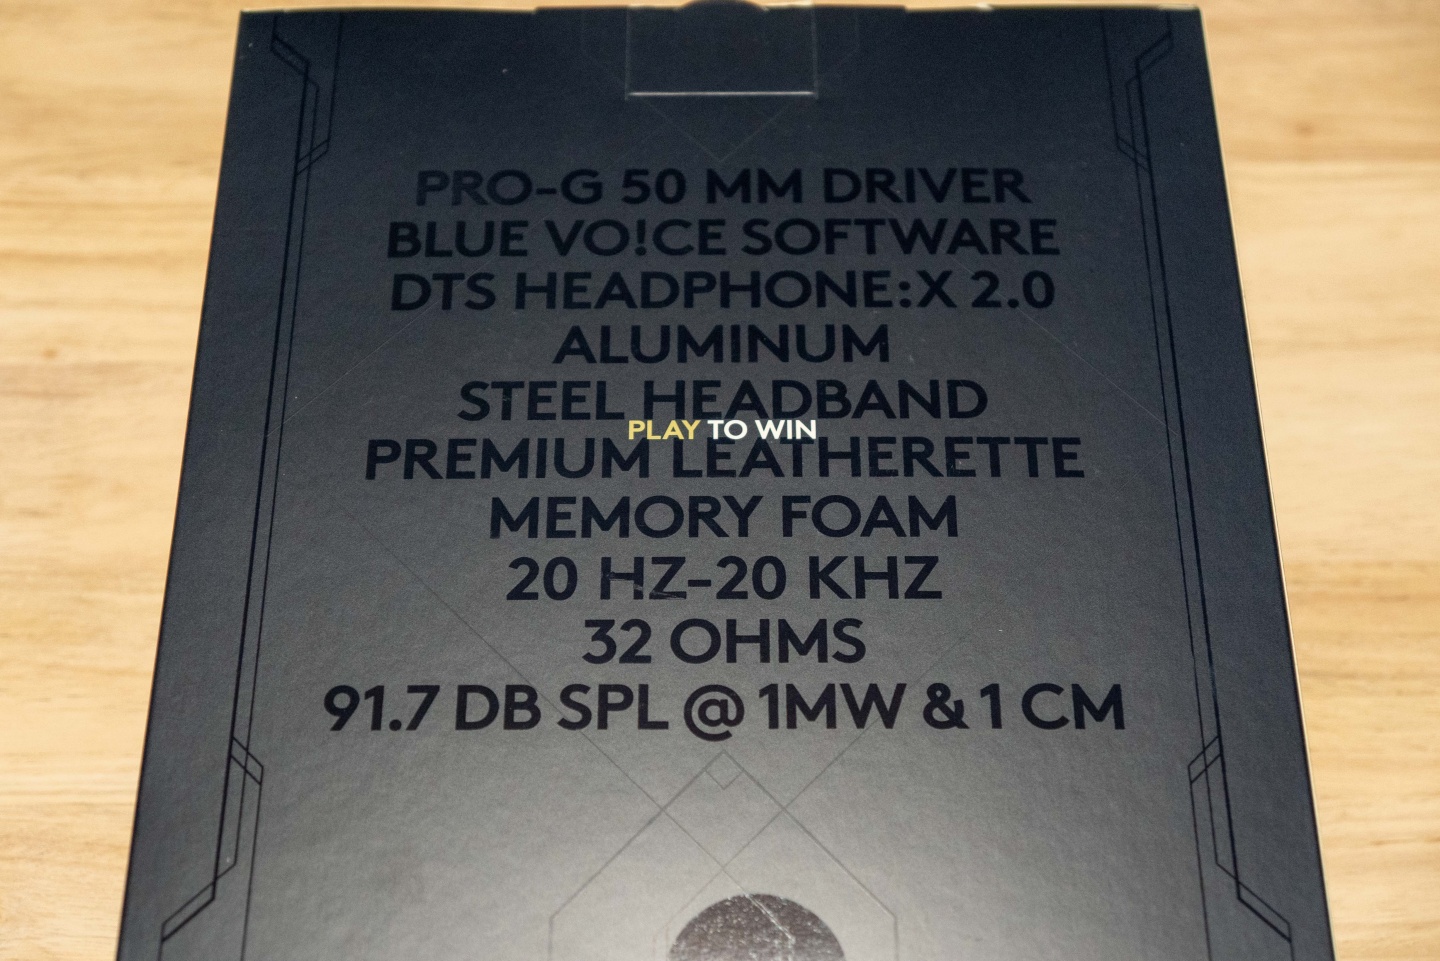 PRO-G 50 MM DRIVER
BLUE VO!CE SOFTWARE
DTS HEADPHONE:X 2.0
ALUMINUM
STEEL HEADBAND
PLAY TO WIN
PREMIUM LEATHERETTE
MEMORY FOAM
20 HZ-20 KHZ
32 OHMS
91.7 DB SPL @ 1MW & 1 CM